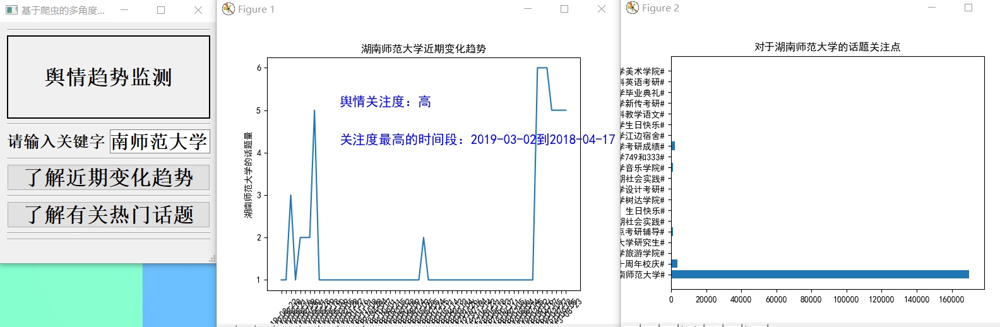 基于爬虫的多角度...
舆情趋势监测
请输入关键字
南师范大学
了解近期变化趋势
了解有关热门话题
Figure 1
湖南师范大学近期变化趋势
湖南师范大学的话题量
6
5
4
3
2
1
舆情关注度：高
关注度最高的时间段：2019-03-02到2018-04-17
Figure 2
对于湖南师范大学的话题关注点
学美术学院#
科英语考研#
学毕业典礼#
学新传考研#
科教学语文#
学生日快乐#
学江边宿舍#
学考研成绩#
学749和333#
学音乐学院#
期社会实践#
学设计考研#
学树达学院#
生日快乐#
期社会实践#
点考研辅导#
大学研究生#
学旅游学院#
十周年校庆#
南师范大学#
0 20000 40000 60000 80000 100000 120000 140000 160000